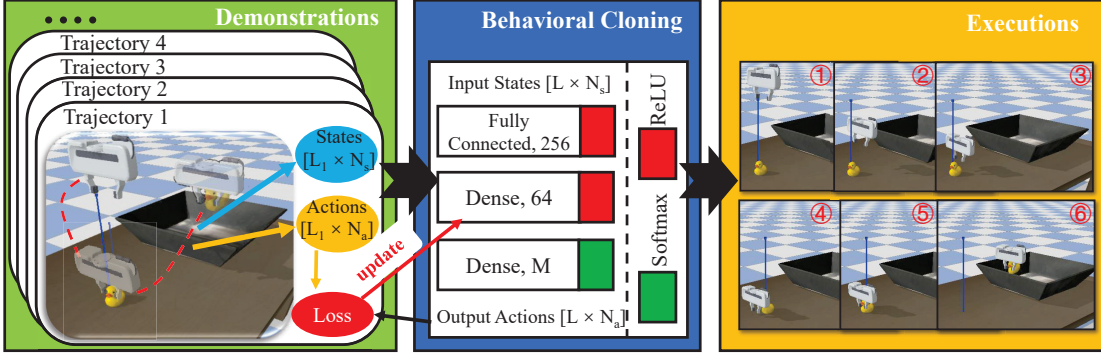 Demonstrations
Trajectory 4
Trajectory 3
Trajectory 2
Trajectory 1
States
[L₁ × Nₛ]
Actions
[L₁ × Nₐ]
Loss
update
Behavioral Cloning
Input States [L × Nₛ]
Fully
Connected, 256
Dense, 64
Dense, M
Output Actions [L × Nₐ]
ReLU
Softmax
Executions
① ② ③
④ ⑤ ⑥